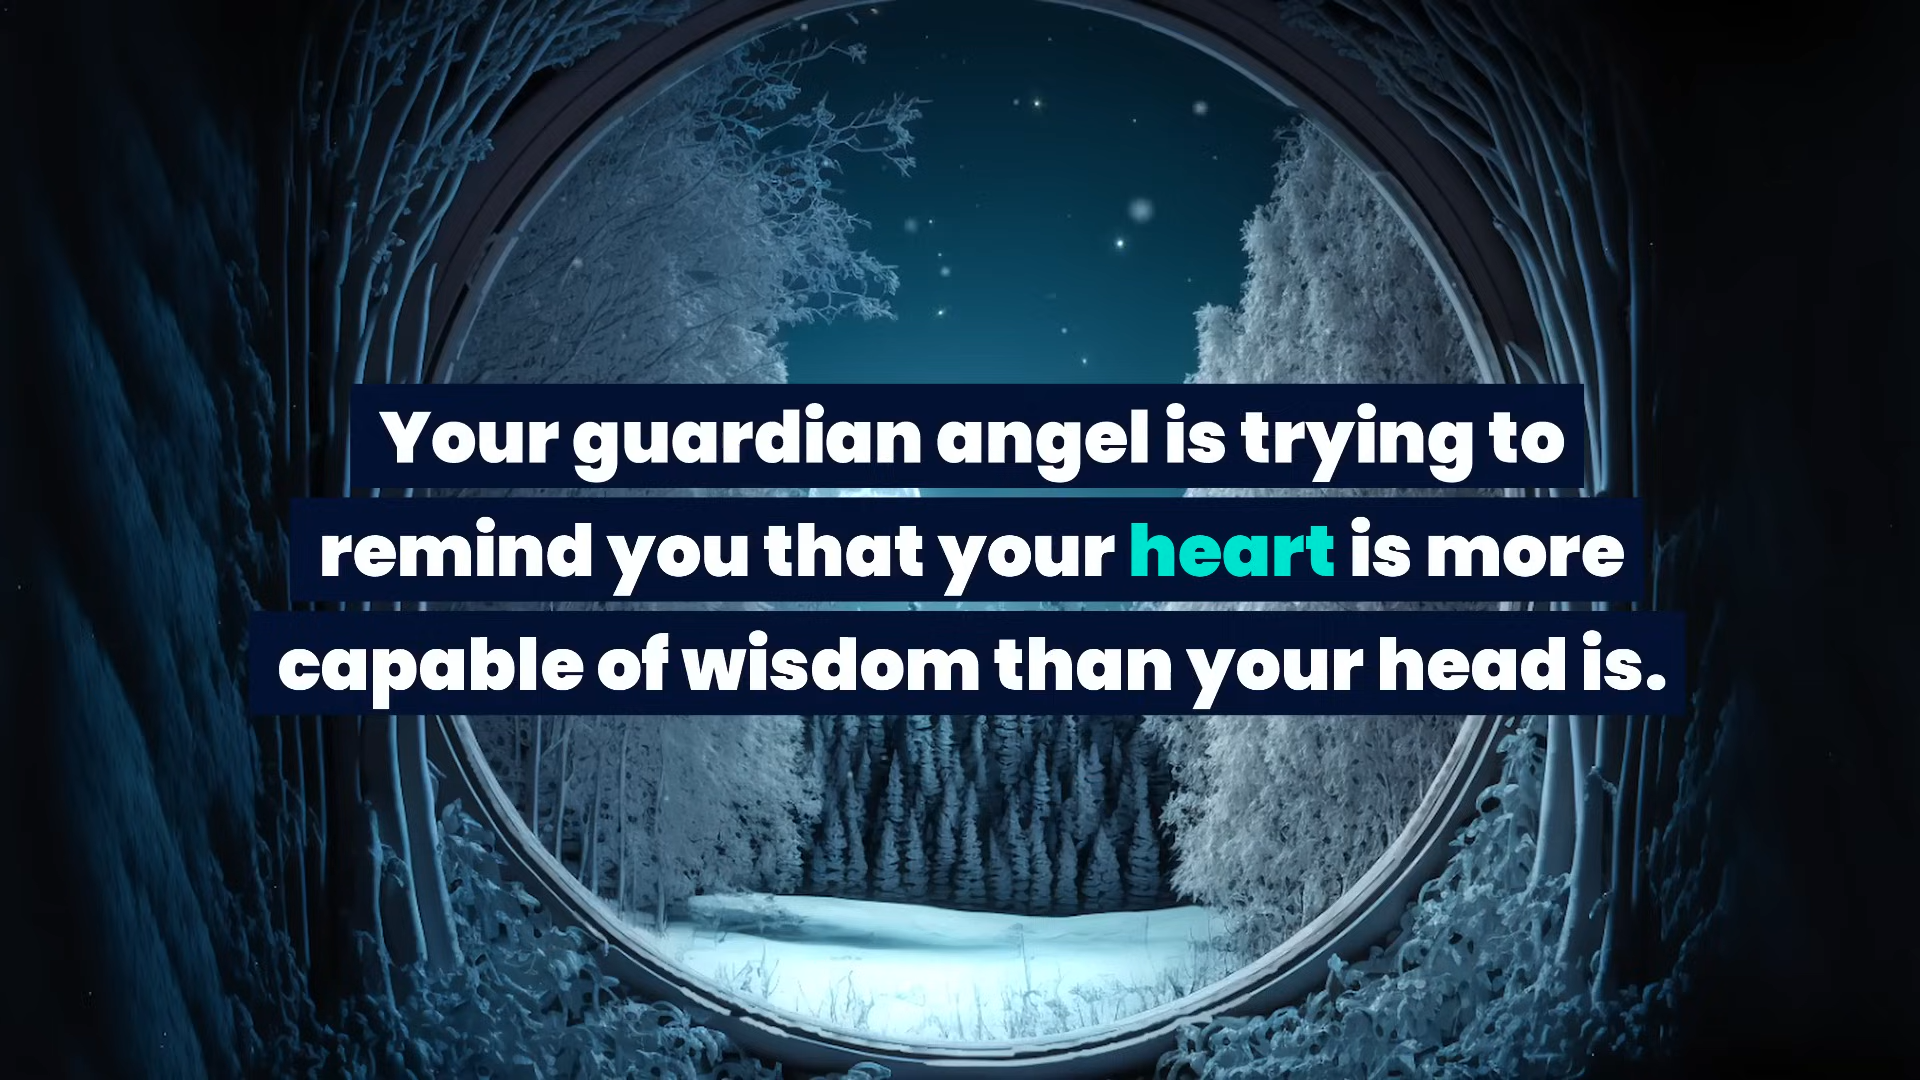 Your guardian angel is trying to
remind you that your heart is more
capable of wisdom than your head is.